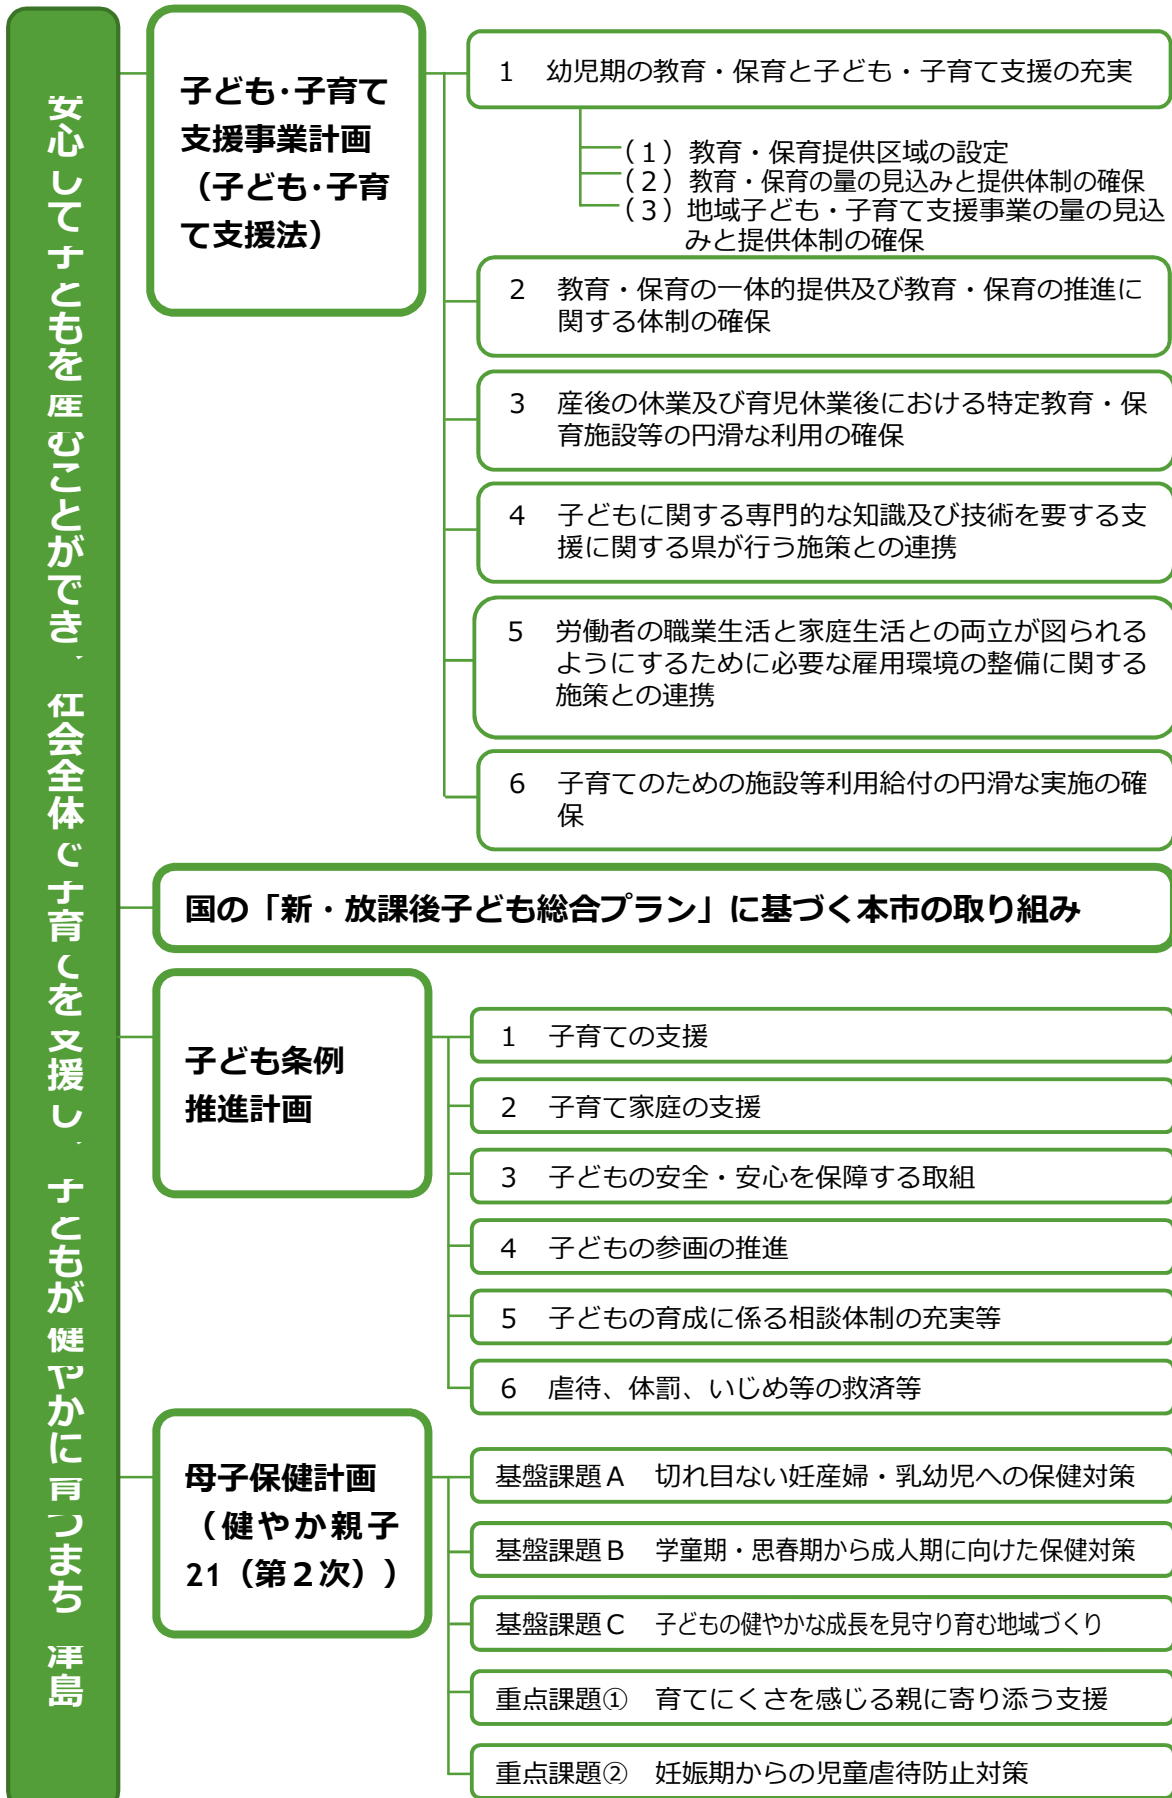 安心して子どもを産むことができ、社会全体で子育てを支援し、子どもが健やかに育つまち 津島
子ども・子育て
支援事業計画
（子ども・子育
て支援法）
1 幼児期の教育・保育と子ども・子育て支援の充実
（1）教育・保育提供区域の設定
（2）教育・保育の量の見込みと提供体制の確保
（3）地域子ども・子育て支援事業の量の見込
みと提供体制の確保
2 教育・保育の一体的提供及び教育・保育の推進に
関する体制の確保
3 産後の休業及び育児休業後における特定教育・保
育施設等の円滑な利用の確保
4 子どもに関する専門的な知識及び技術を要する支
援に関する県が行う施策との連携
5 労働者の職業生活と家庭生活との両立が図られる
ようにするために必要な雇用環境の整備に関する
施策との連携
6 子育てのための施設等利用給付の円滑な実施の確
保
国の「新・放課後子ども総合プラン」に基づく本市の取り組み
子ども条例
推進計画
1 子育ての支援
2 子育て家庭の支援
3 子どもの安全・安心を保障する取組
4 子どもの参画の推進
5 子どもの育成に係る相談体制の充実等
6 虐待、体罰、いじめ等の救済等
母子保健計画
（健やか親子
21（第２次））
基盤課題Ａ 切れ目ない妊産婦・乳幼児への保健対策
基盤課題Ｂ 学童期・思春期から成人期に向けた保健対策
基盤課題Ｃ 子どもの健やかな成長を見守り育む地域づくり
重点課題① 育てにくさを感じる親に寄り添う支援
重点課題② 妊娠期からの児童虐待防止対策